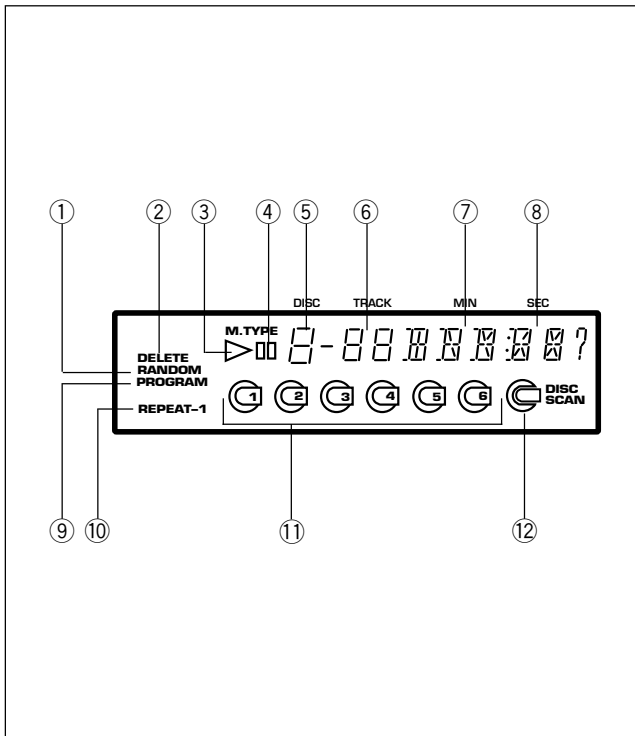 ① ② ③ ④ ⑤ ⑥ ⑦ ⑧
DISC TRACK MIN SEC
M.TYPE
DELETE
RANDOM
PROGRAM
REPEAT-1
1 2 3 4 5 6 DISC SCAN
⑨ ⑩ ⑪ ⑫